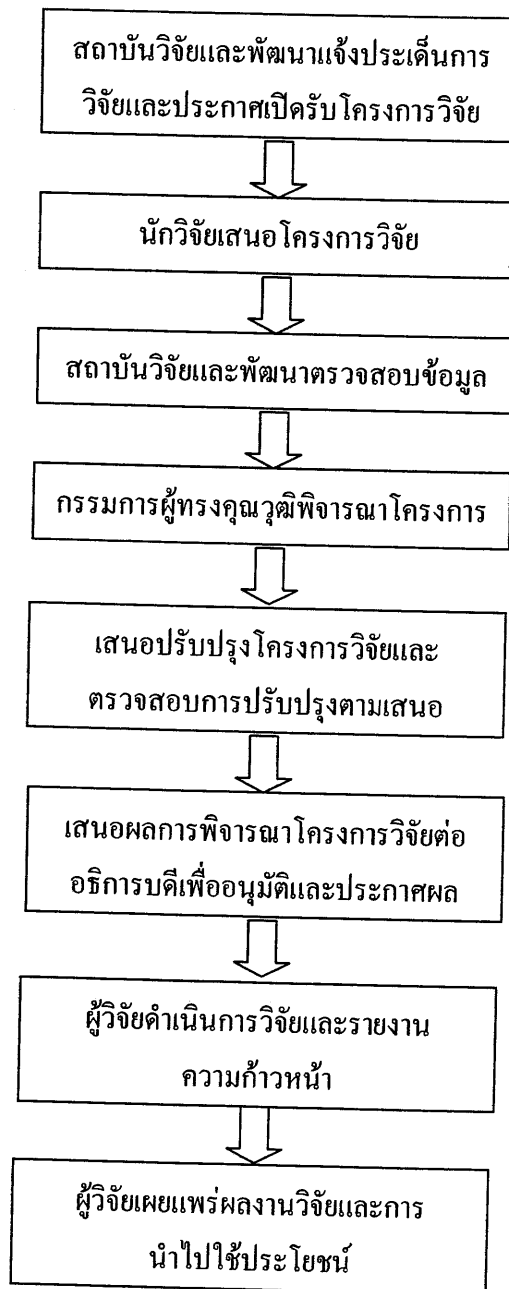 สถาบันวิจัยและพัฒนาแจ้งประเด็นการ
วิจัยและประกาศเปิดรับโครงการวิจัย
นักวิจัยเสนอโครงการวิจัย
สถาบันวิจัยและพัฒนาตรวจสอบข้อมูล
กรรมการผู้ทรงคุณวุฒิพิจารณาโครงการ
เสนอปรับปรุงโครงการวิจัยและ
ตรวจสอบการปรับปรุงตามเสนอ
เสนอผลการพิจารณาโครงการวิจัยต่อ
อธิการบดีเพื่ออนุมัติและประกาศผล
ผู้วิจัยดำเนินการวิจัยและรายงาน
ความก้าวหน้า
ผู้วิจัยเผยแพร่ผลงานวิจัยและการ
นำไปใช้ประโยชน์